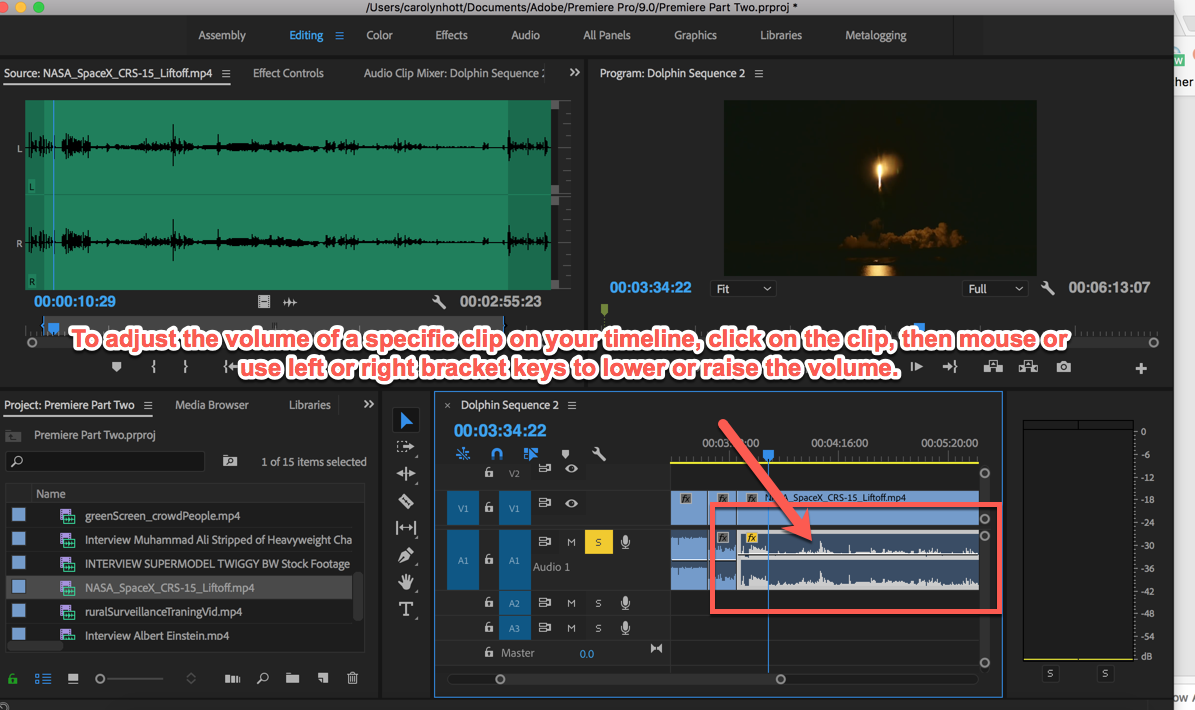 /Users/carolynhott/Documents/Adobe/Premiere Pro/9.0/Premiere Part Two.prproj *
Assembly Editing Color Effects Audio All Panels Graphics Libraries Metalogging
Source: NASA_SpaceX_CRS-15_Liftoff.mp4 Effect Controls Audio Clip Mixer: Dolphin Sequence 2 Program: Dolphin Sequence 2
her
L
L
R
R
00:00:10:29 00:02:55:23 00:03:34:22 Fit Full 00:06:13:07
To adjust the volume of a specific clip on your timeline, click on the clip, then mouse or
use left or right bracket keys to lower or raise the volume.
Project: Premiere Part Two Media Browser Libraries
Premiere Part Two.prproj
1 of 15 items selected
Name
greenScreen_crowdPeople.mp4
Interview Muhammad Ali Stripped of Heavyweight Cha
INTERVIEW SUPERMODEL TWIGGY BW Stock Footage
NASA_SpaceX_CRS-15_Liftoff.mp4
ruralSurveillanceTraningVid.mp4
Interview Albert Einstein.mp4
× Dolphin Sequence 2
00:03:34:22
00:04:16:00 00:05:20:00
V2
fx fx fx NASA_SpaceX_CRS-15_Liftoff.mp4
V1 V1
A1 A1 M S
fx fx
Audio 1
A2 M S
A3 M S
Master 0.0
0
-6
-12
-18
-24
-30
-36
-42
-48
-54
dB
S S